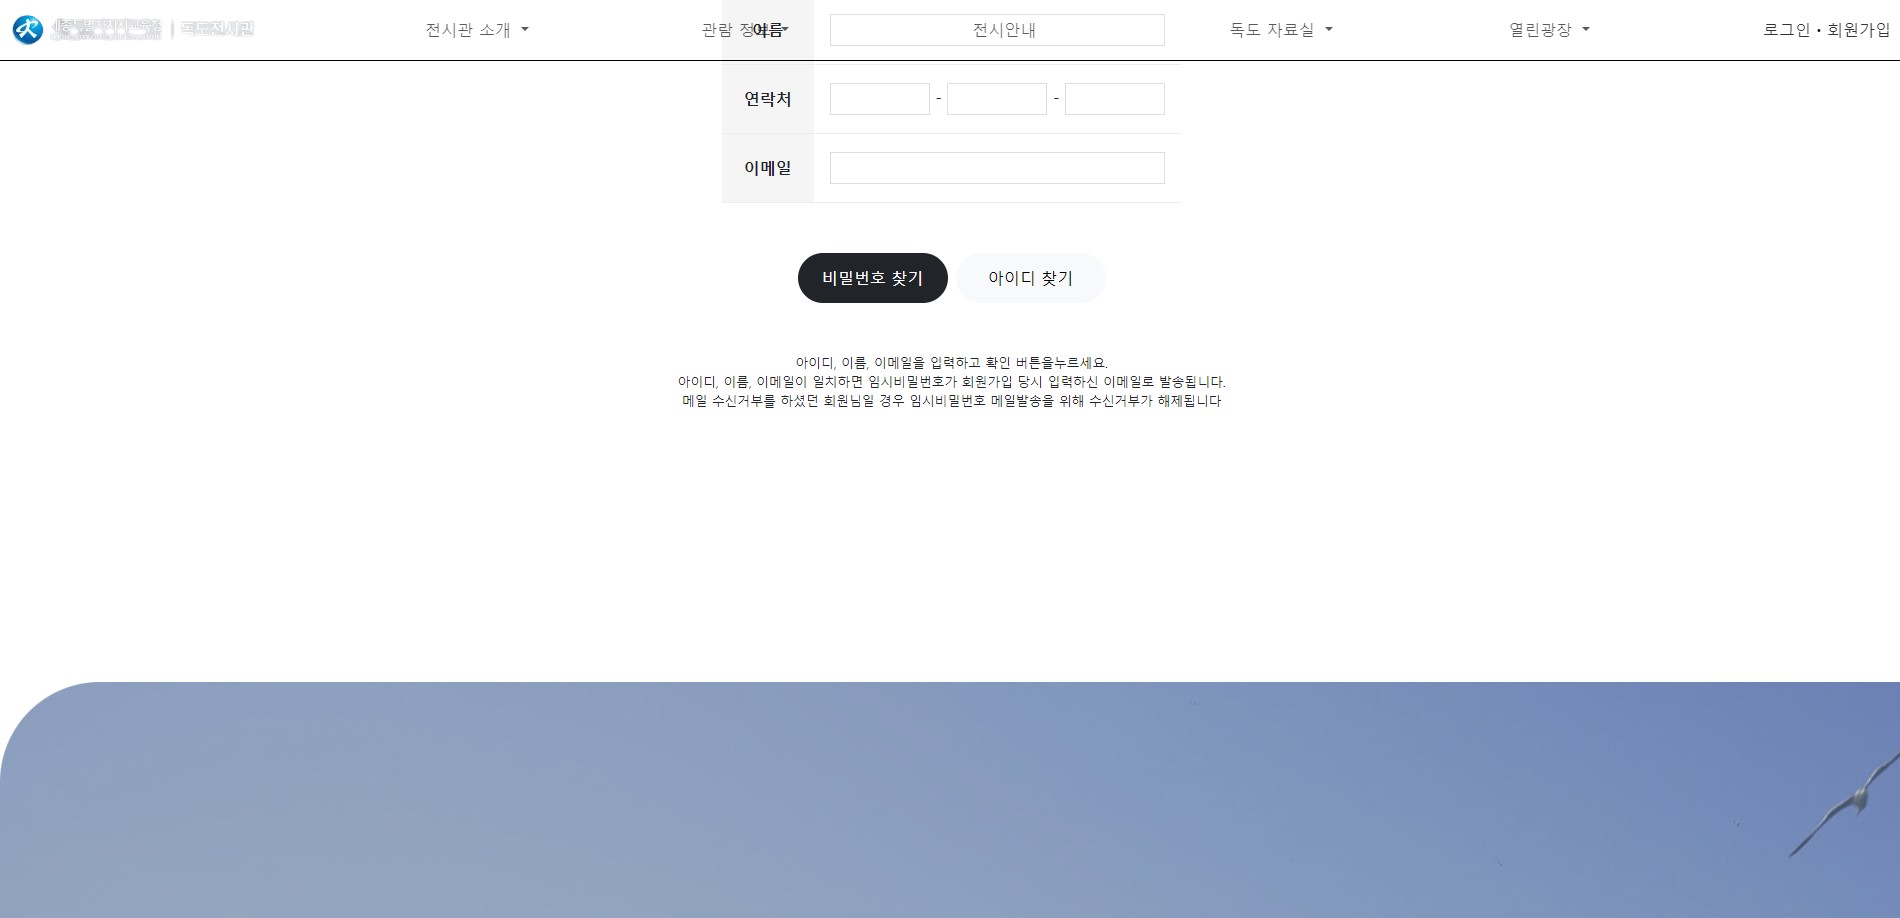 독도전시관
전시관 소개
관람 정보
이름
전시안내
독도 자료실
열린광장
로그인 · 회원가입
연락처 - -
이메일
비밀번호 찾기 아이디 찾기
아이디, 이름, 이메일을 입력하고 확인 버튼을누르세요.
아이디, 이름, 이메일이 일치하면 임시비밀번호가 회원가입 당시 입력하신 이메일로 발송됩니다.
메일 수신거부를 하셨던 회원님일 경우 임시비밀번호 메일발송을 위해 수신거부가 해제됩니다